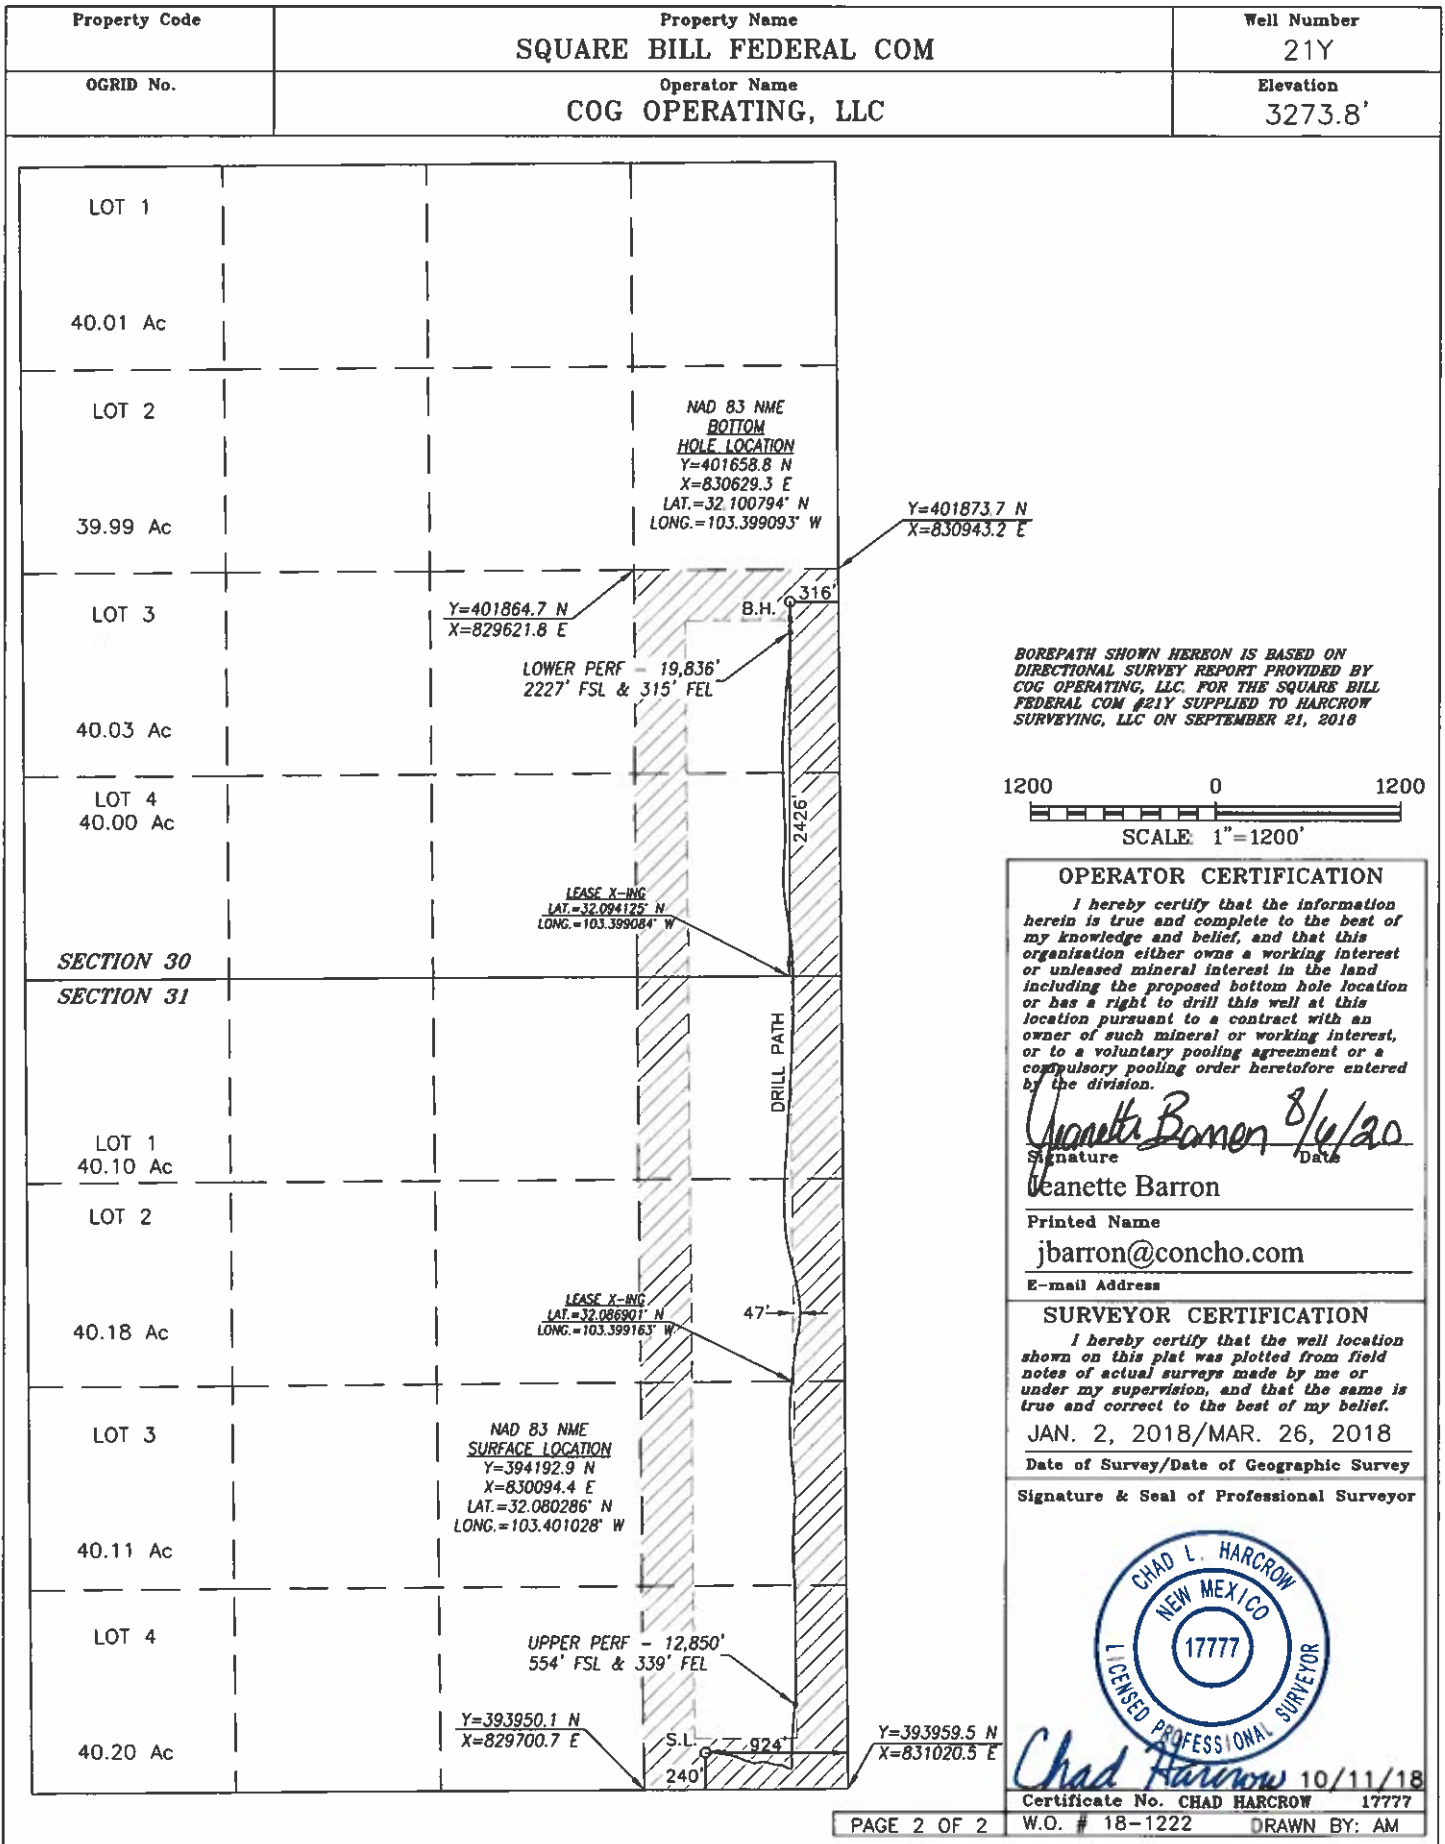 Property Code
Property Name
SQUARE BILL FEDERAL COM
Well Number
21Y
OGRID No.
Operator Name
COG OPERATING, LLC
Elevation
3273.8'
LOT 1
40.01 Ac
LOT 2
39.99 Ac
NAD 83 NME
BOTTOM
HOLE LOCATION
Y=401658.8 N
X=830629.3 E
LAT.=32.100794° N
LONG.=103.399093° W
Y=401873.7 N
X=830943.2 E
LOT 3
40.03 Ac
Y=401864.7 N
X=829621.8 E
B.H.
316'
LOWER PERF - 19,836'
2227' FSL & 315' FEL
BOREPATH SHOWN HEREON IS BASED ON
DIRECTIONAL SURVEY REPORT PROVIDED BY
COG OPERATING, LLC. FOR THE SQUARE BILL
FEDERAL COM #21Y SUPPLIED TO HARCROW
SURVEYING, LLC ON SEPTEMBER 21, 2018
1200 0 1200
SCALE: 1"=1200'
LOT 4
40.00 Ac
2426'
LEASE X-ING
LAT.=32.094125° N
LONG.=103.399084° W
SECTION 30
SECTION 31
DRILL PATH
LOT 1
40.10 Ac
LOT 2
40.18 Ac
LEASE X-ING
LAT.=32.086901° N
LONG.=103.399163° W
47'
LOT 3
40.11 Ac
NAD 83 NME
SURFACE LOCATION
Y=394192.9 N
X=830094.4 E
LAT.=32.080286° N
LONG.=103.401028° W
LOT 4
40.20 Ac
UPPER PERF - 12,850'
554' FSL & 339' FEL
Y=393950.1 N
X=829700.7 E
S.L.
924'
240'
Y=393959.5 N
X=831020.5 E
OPERATOR CERTIFICATION
I hereby certify that the information
herein is true and complete to the best of
my knowledge and belief, and that this
organization either owns a working interest
or unleased mineral interest in the land
including the proposed bottom hole location
or has a right to drill this well at this
location pursuant to a contract with an
owner of such mineral or working interest,
or to a voluntary pooling agreement or a
compulsory pooling order heretofore entered
by the division.
Jeanette Barron 8/6/20
Signature Date
Jeanette Barron
Printed Name
jbarron@concho.com
E-mail Address
SURVEYOR CERTIFICATION
I hereby certify that the well location
shown on this plat was plotted from field
notes of actual surveys made by me or
under my supervision, and that the same is
true and correct to the best of my belief.
JAN. 2, 2018/MAR. 26, 2018
Date of Survey/Date of Geographic Survey
Signature & Seal of Professional Surveyor
CHAD L. HARCROW
NEW MEXICO
17777
LICENSED PROFESSIONAL SURVEYOR
Chad Harcrow 10/11/18
Certificate No. CHAD HARCROW 17777
PAGE 2 OF 2
W.O. # 18-1222 DRAWN BY: AM